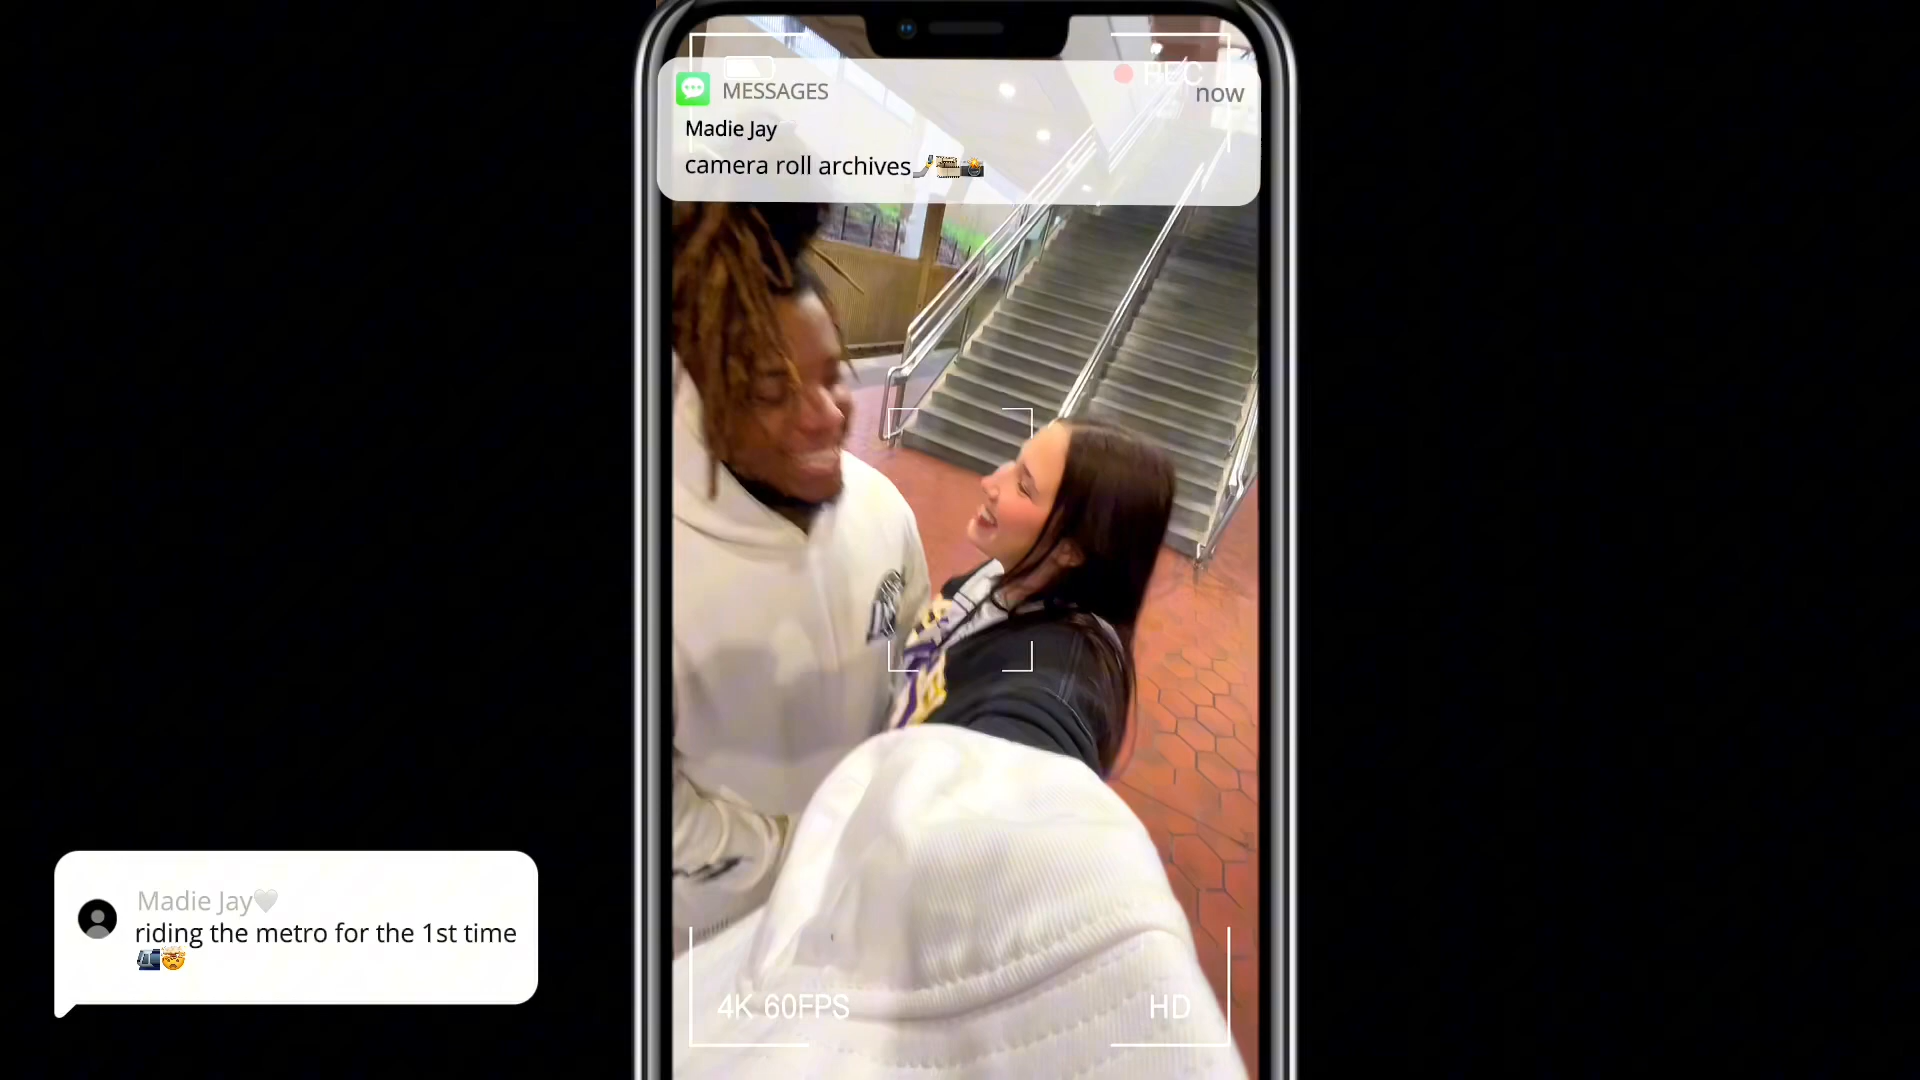 REC
MESSAGES
now
Madie Jay
camera roll archives🤳🎞️📸
Madie Jay🤍
riding the metro for the 1st time
🚇🤯
4K 60FPS
HD